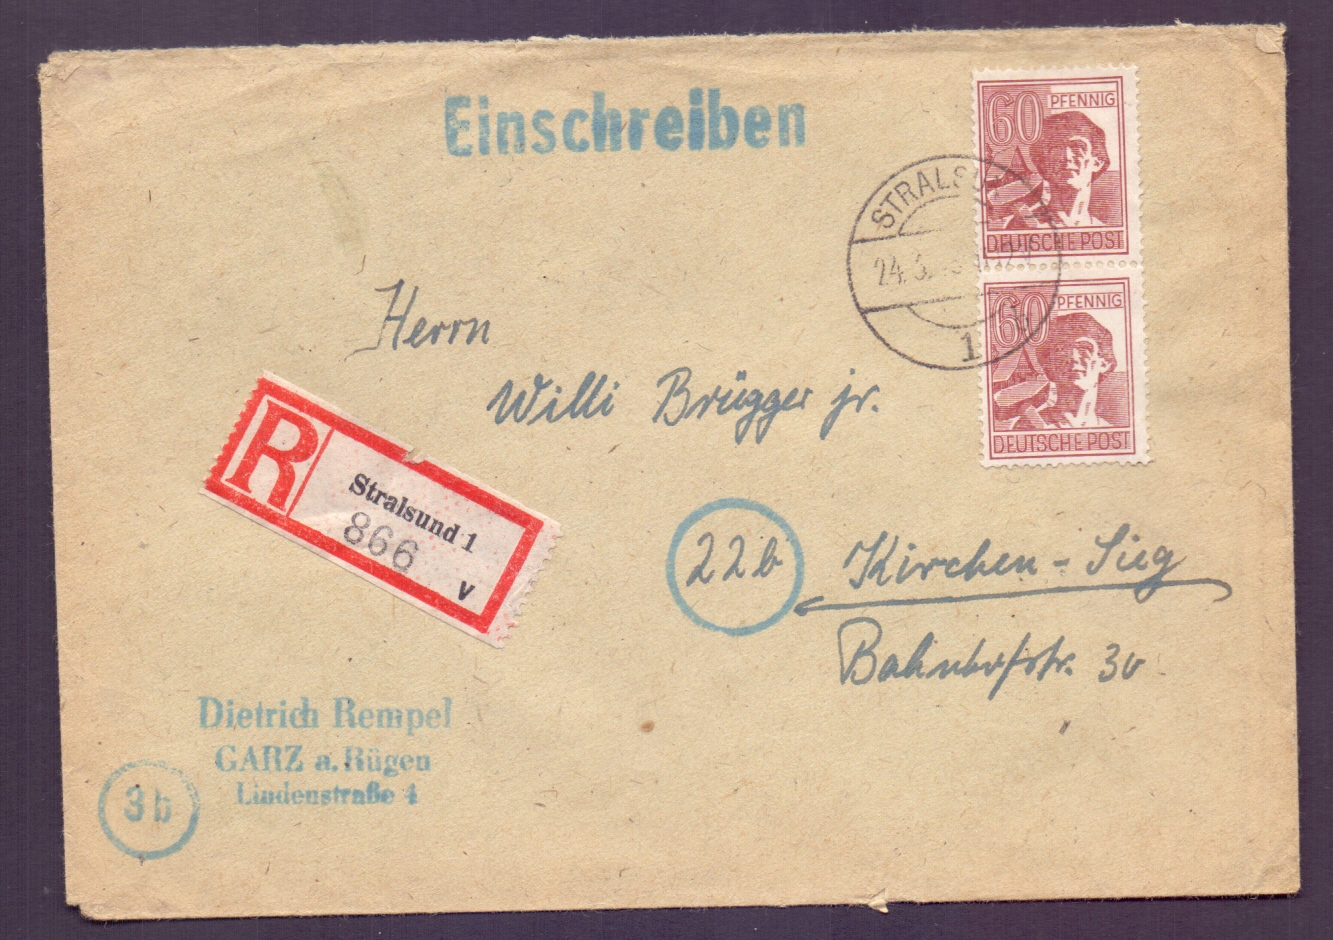 Einschreiben
60 PFENNIG
DEUTSCHE POST
60 PFENNIG
DEUTSCHE POST
24.3.
1
b
Herrn
Willi Brügger jr.
R
Stralsund 1
866
v
22b Kirchen-Sieg
Bahnhofstr. 30
Dietrich Rempel
GARZ a. Rügen
Lindenstraße 4
3b